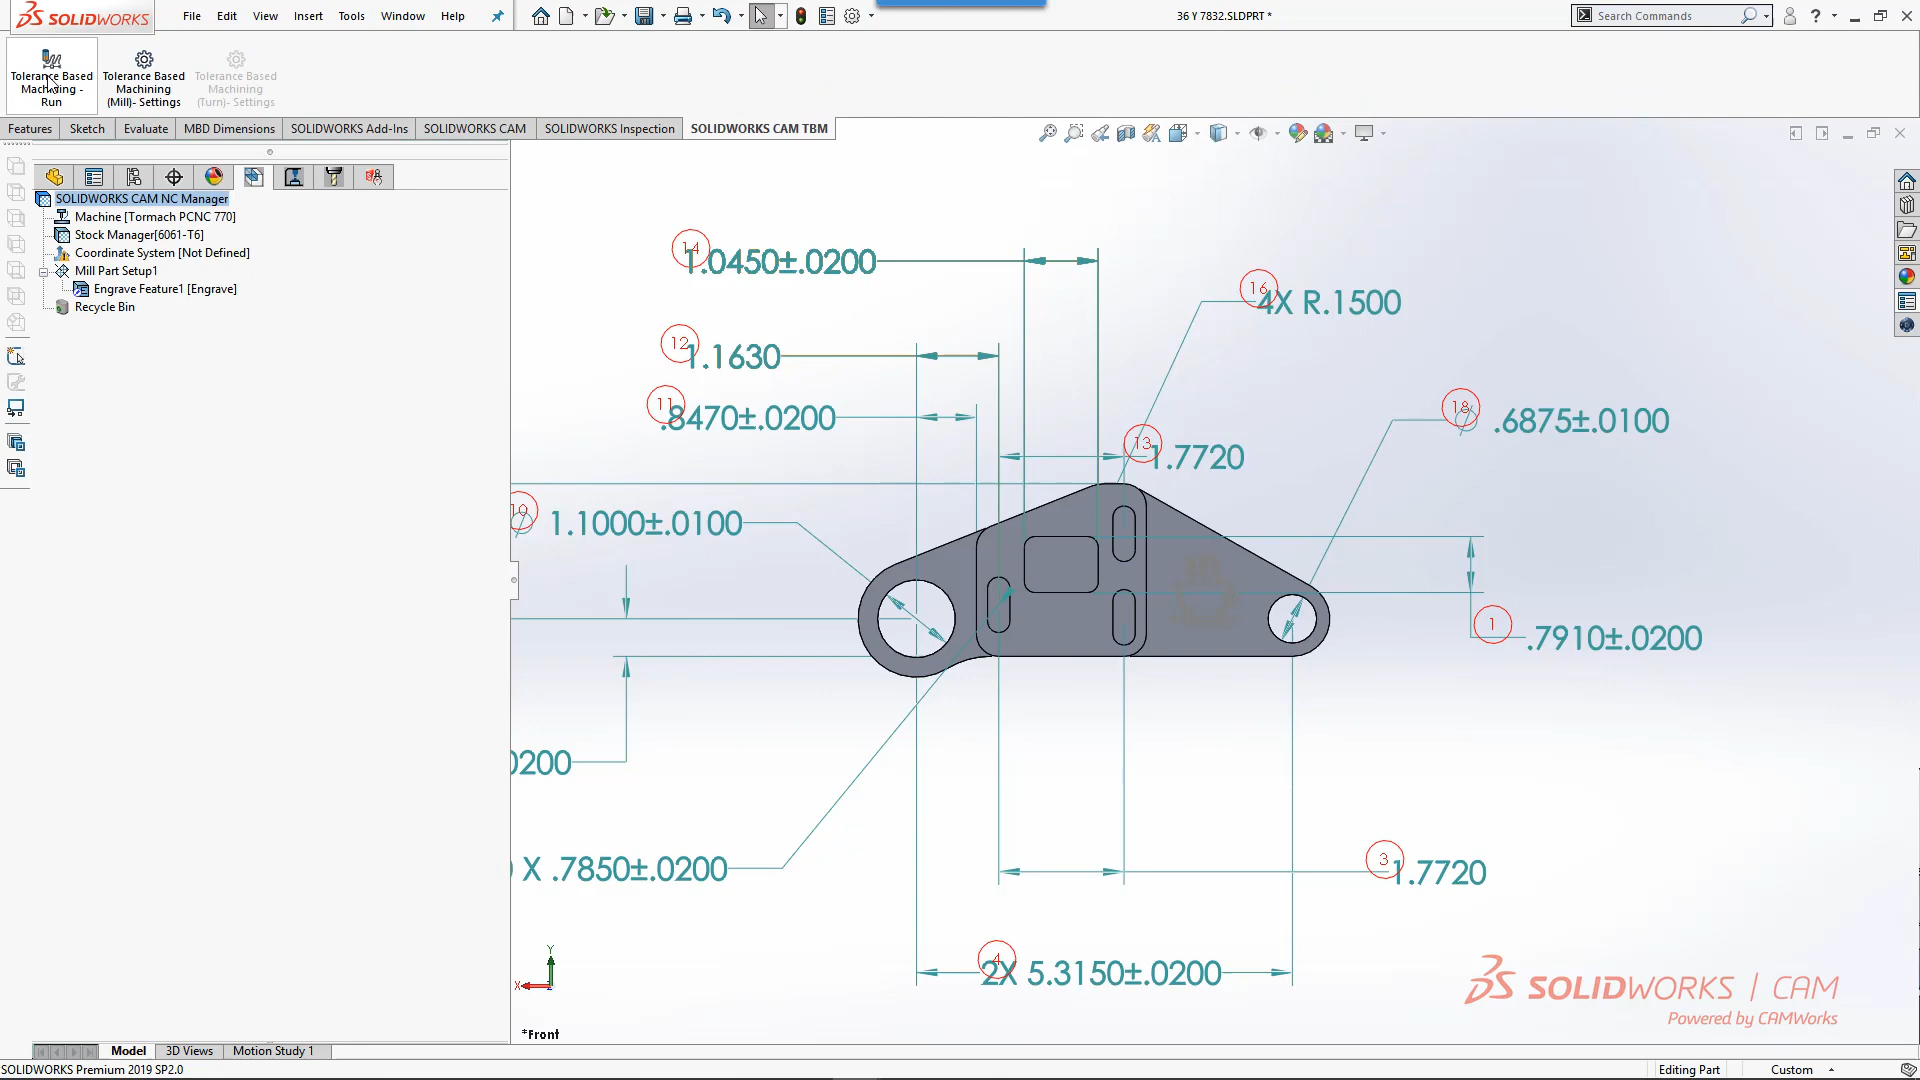 SOLIDWORKS
File Edit View Insert Tools Window Help
36 Y 7832.SLDPRT *
Search Commands
Tolerance Based Machining - Run
Tolerance Based Machining (Mill)- Settings
Tolerance Based Machining (Turn)- Settings
Features Sketch Evaluate MBD Dimensions SOLIDWORKS Add-Ins SOLIDWORKS CAM SOLIDWORKS Inspection SOLIDWORKS CAM TBM
SOLIDWORKS CAM NC Manager
Machine [Tormach PCNC 770]
Stock Manager[6061-T6]
Coordinate System [Not Defined]
Mill Part Setup1
Engrave Feature1 [Engrave]
Recycle Bin
14
1.0450±.0200
16
4X R.1500
12
1.1630
11
.8470±.0200
18
.6875±.0100
13
1.7720
10
1.1000±.0100
1
.7910±.0200
0200
X .7850±.0200
3
1.7720
4
2X 5.3150±.0200
Y
X
*Front
SOLIDWORKS | CAM
Powered by CAMWorks
Model 3D Views Motion Study 1
SOLIDWORKS Premium 2019 SP2.0
Editing Part
Custom